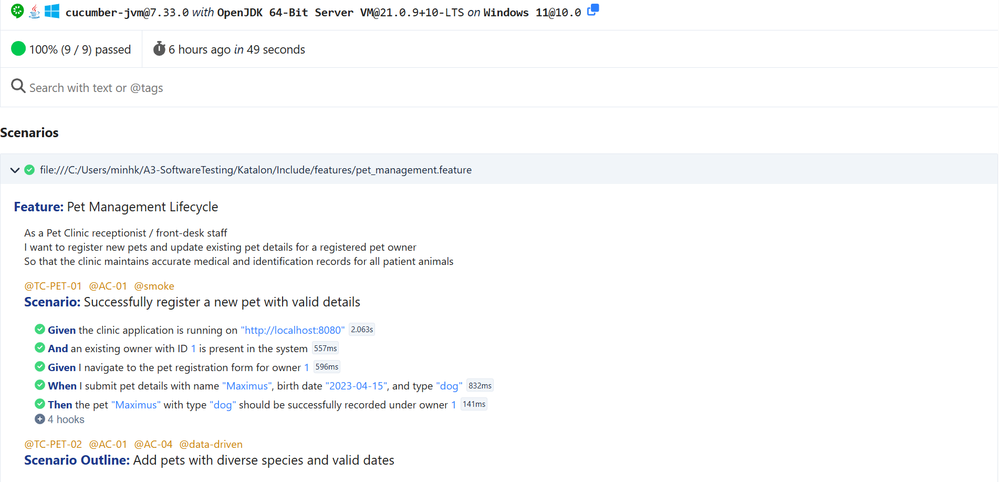 cucumber-jvm@7.33.0 with OpenJDK 64-Bit Server VM@21.0.9+10-LTS on Windows 11@10.0
100% (9 / 9) passed
6 hours ago in 49 seconds
Search with text or @tags
Scenarios
file:///C:/Users/minhk/A3-SoftwareTesting/Katalon/Include/features/pet_management.feature
Feature: Pet Management Lifecycle
As a Pet Clinic receptionist / front-desk staff
I want to register new pets and update existing pet details for a registered pet owner
So that the clinic maintains accurate medical and identification records for all patient animals
@TC-PET-01 @AC-01 @smoke
Scenario: Successfully register a new pet with valid details
Given the clinic application is running on "http://localhost:8080" 2.063s
And an existing owner with ID 1 is present in the system 557ms
Given I navigate to the pet registration form for owner 1 596ms
When I submit pet details with name "Maximus", birth date "2023-04-15", and type "dog" 832ms
Then the pet "Maximus" with type "dog" should be successfully recorded under owner 1 141ms
4 hooks
@TC-PET-02 @AC-01 @AC-04 @data-driven
Scenario Outline: Add pets with diverse species and valid dates